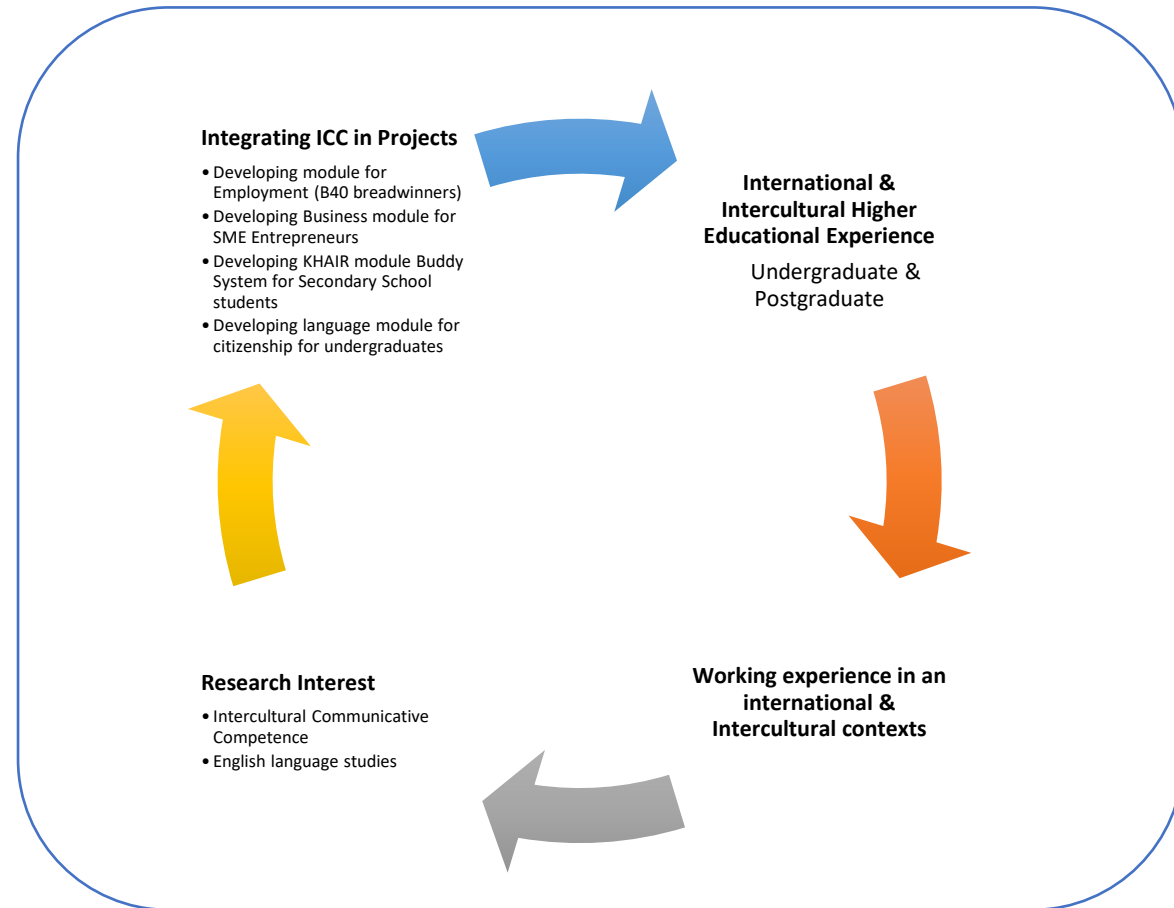 Integrating ICC in Projects
• Developing module for
Employment (B40 breadwinners)
• Developing Business module for
SME Entrepreneurs
• Developing KHAIR module Buddy
System for Secondary School
students
• Developing language module for
citizenship for undergraduates
International &
Intercultural Higher
Educational Experience
Undergraduate &
Postgraduate
Working experience in an
international &
Intercultural contexts
Research Interest
• Intercultural Communicative
Competence
• English language studies